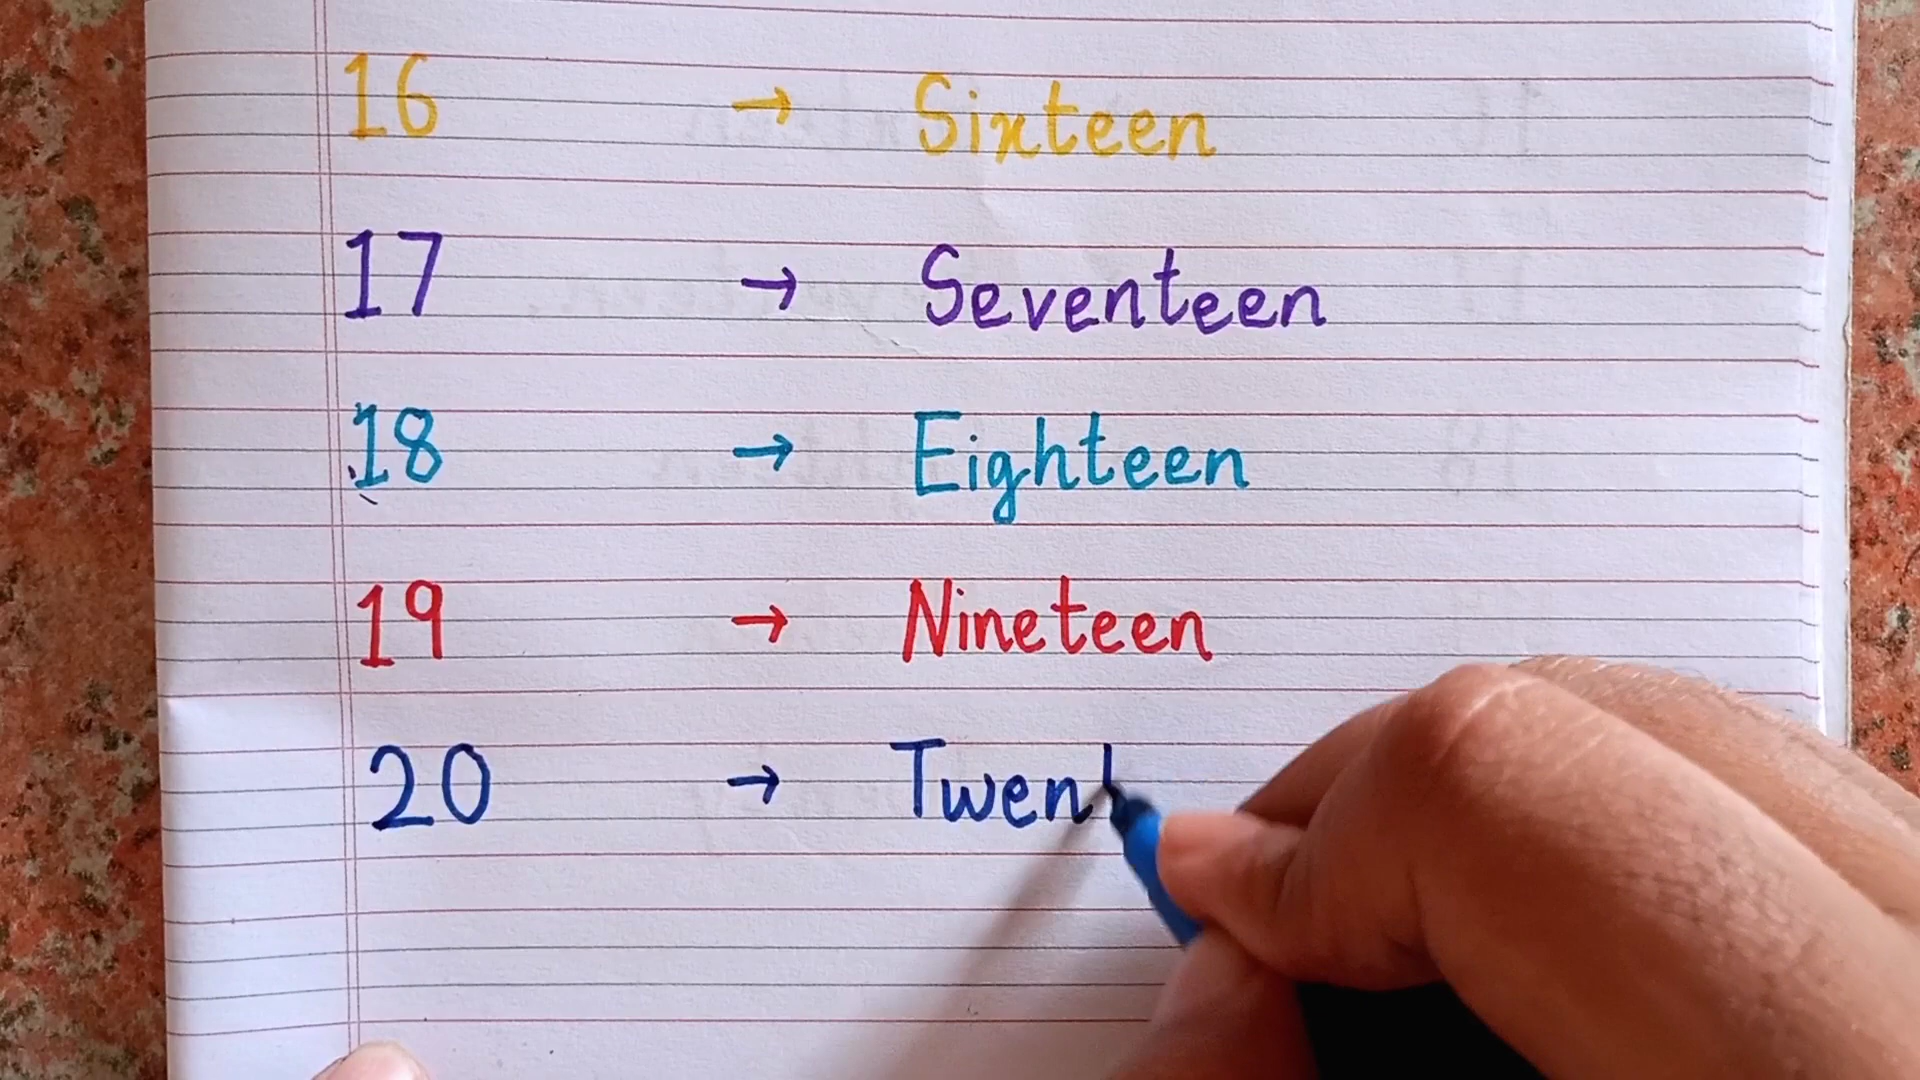 16 → Sixteen
17 → Seventeen
18 → Eighteen
19 → Nineteen
20 → Twent